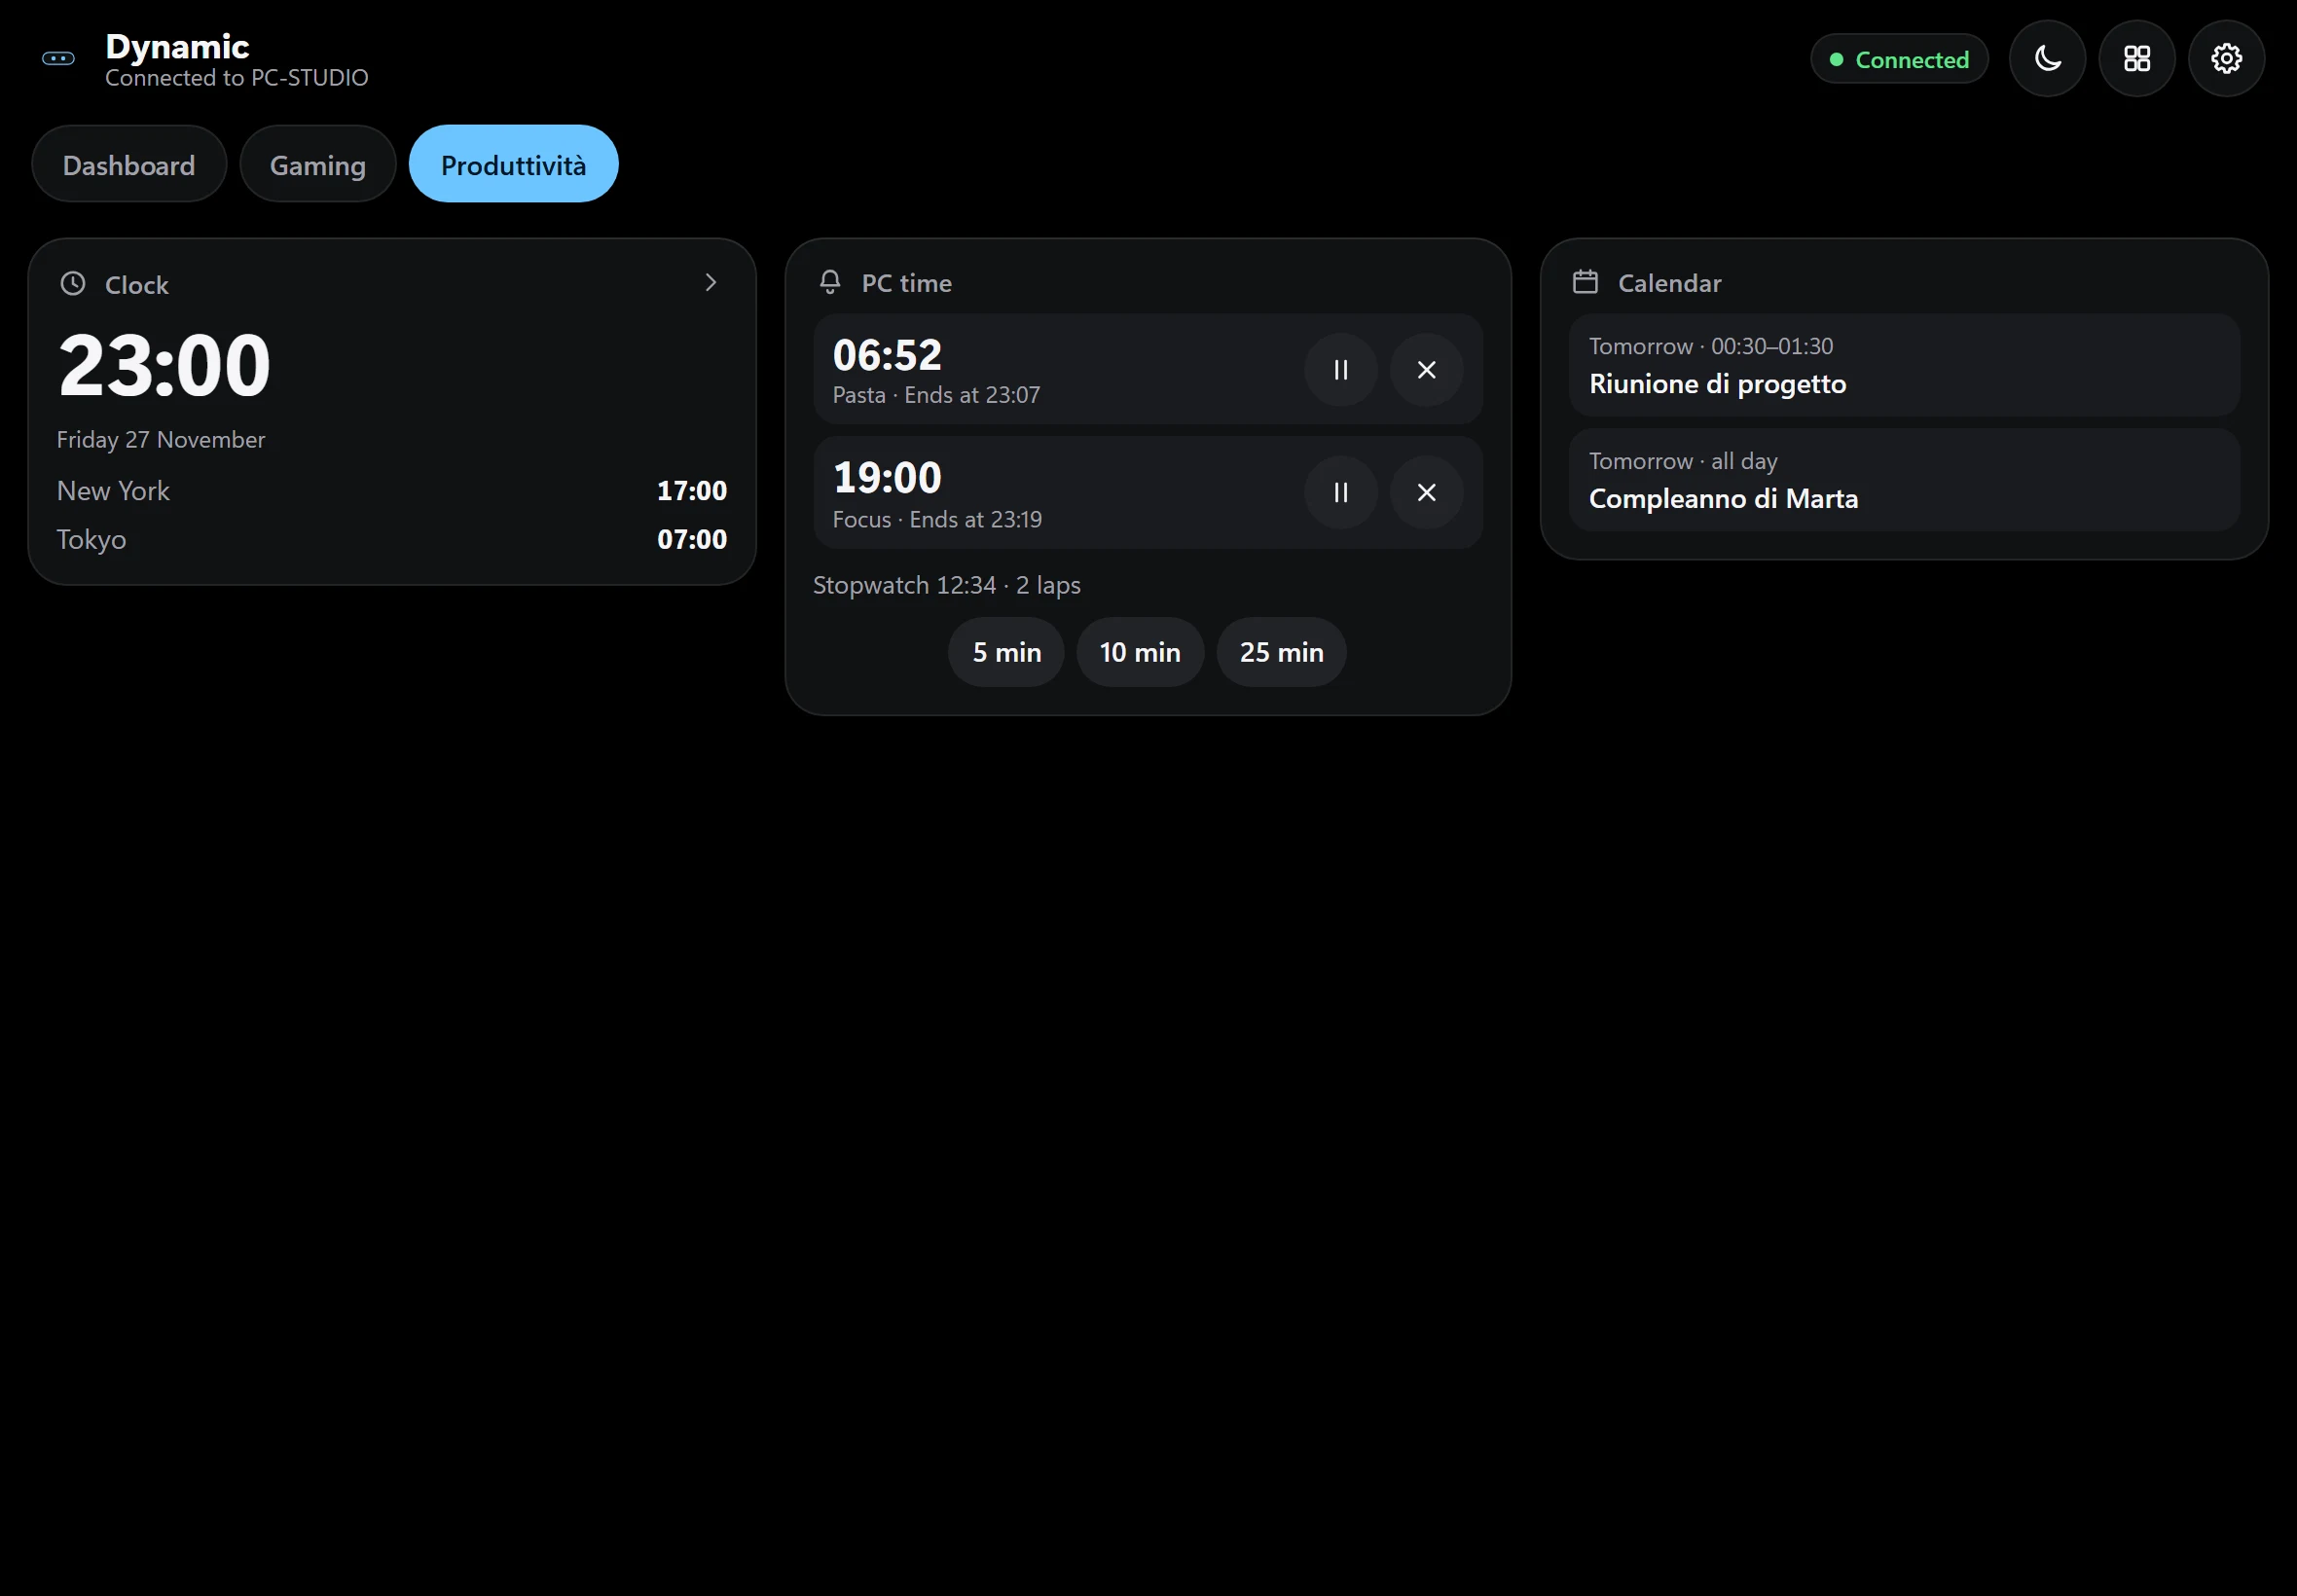 Dynamic
Connected to PC-STUDIO
Connected
Dashboard
Gaming
Produttività
Clock
23:00
Friday 27 November
New York 17:00
Tokyo 07:00
PC time
06:52
Pasta · Ends at 23:07
19:00
Focus · Ends at 23:19
Stopwatch 12:34 · 2 laps
5 min
10 min
25 min
Calendar
Tomorrow · 00:30–01:30
Riunione di progetto
Tomorrow · all day
Compleanno di Marta